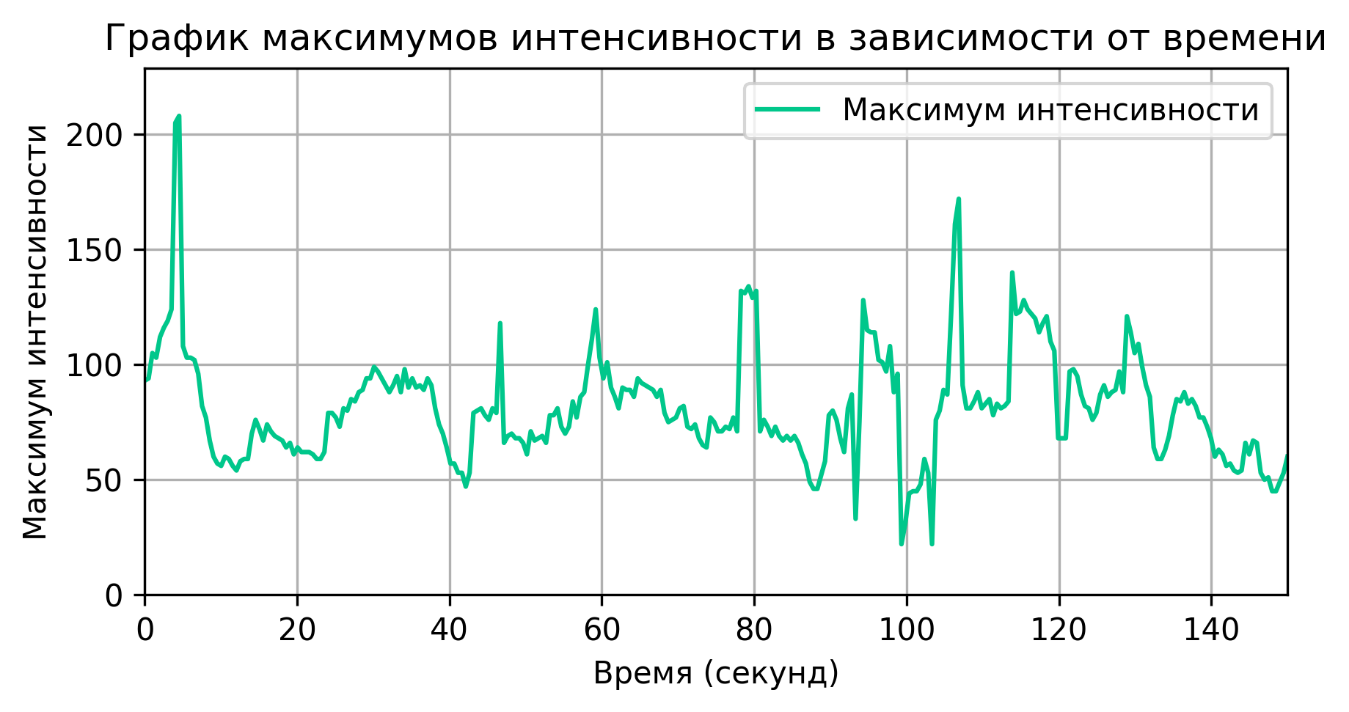 График максимумов интенсивности в зависимости от времени
Максимум интенсивности
Максимум интенсивности
200
150
100
50
0
0 20 40 60 80 100 120 140
Время (секунд)